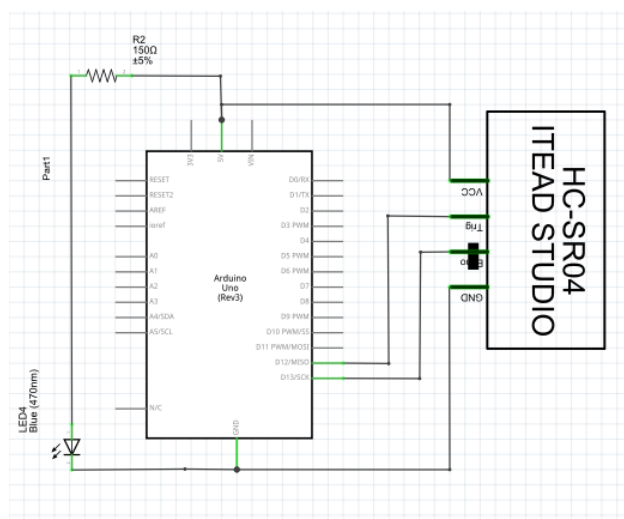 R2
150Ω
±5%
Part1
3V3
5V
VIN
RESET
RESET2
AREF
ioref
A0
A1
A2
A3
A4/SDA
A5/SCL
N/C
Arduino
Uno
(Rev3)
D0/RX
D1/TX
D2
D3 PWM
D4
D5 PWM
D6 PWM
D7
D8
D9 PWM
D10 PWM/SS
D11 PWM/MOSI
D12/MISO
D13/SCK
GND
VCC
Trig
GND
HC-SR04
ITEAD STUDIO
LED4
Blue (470nm)